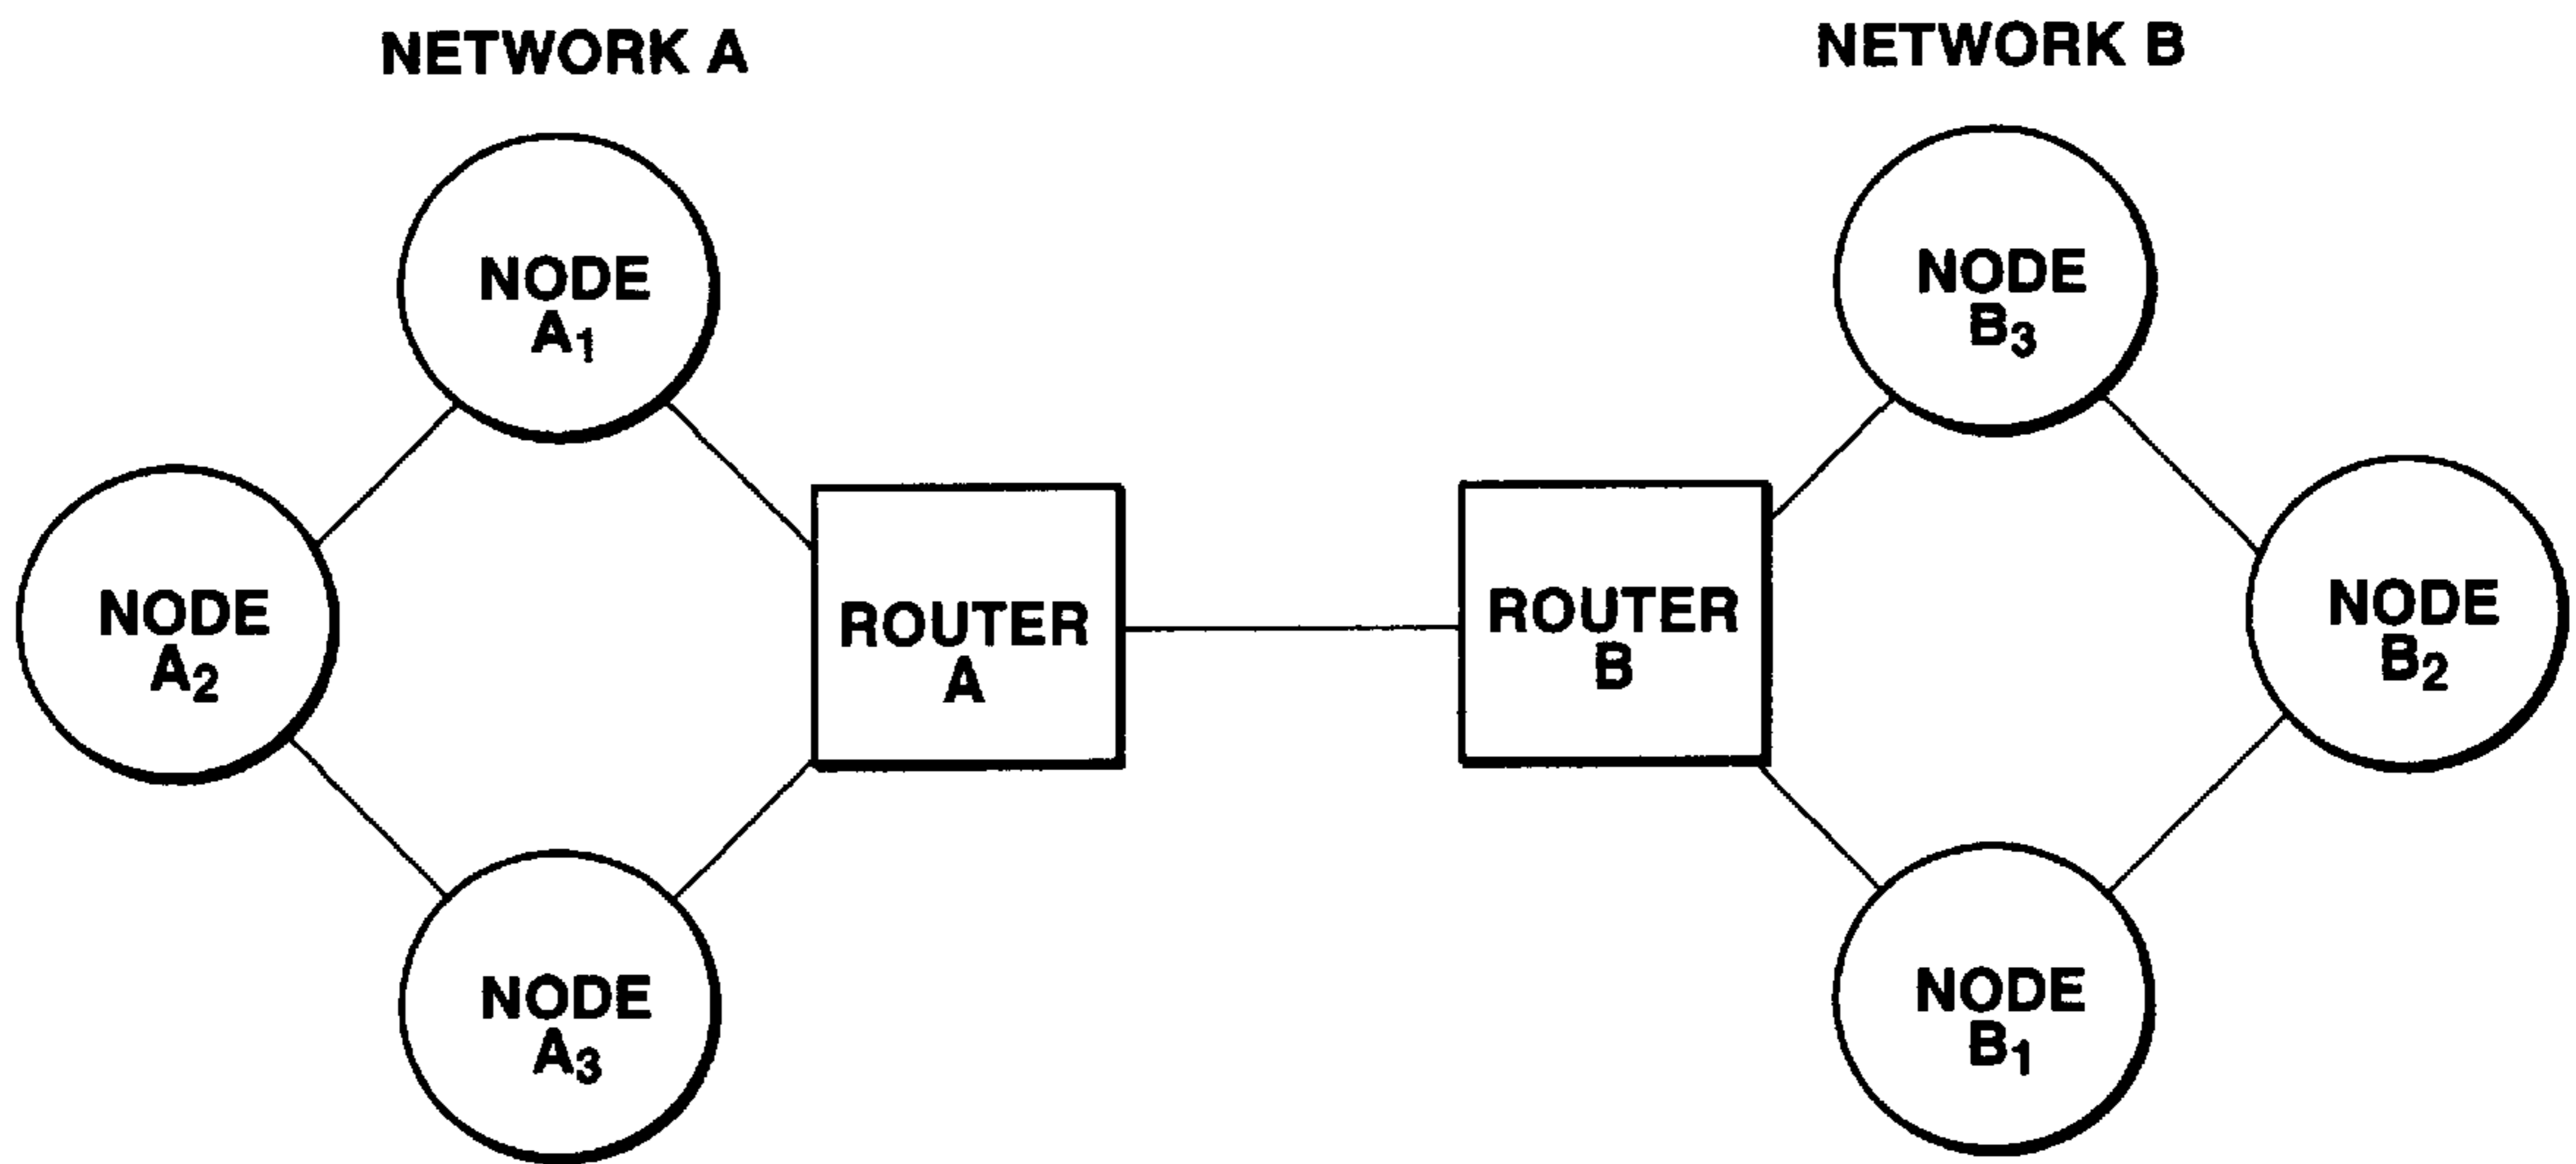 NETWORK A
NETWORK B
NODE
A1
NODE
B3
NODE
A2
ROUTER
A
ROUTER
B
NODE
B2
NODE
A3
NODE
B1